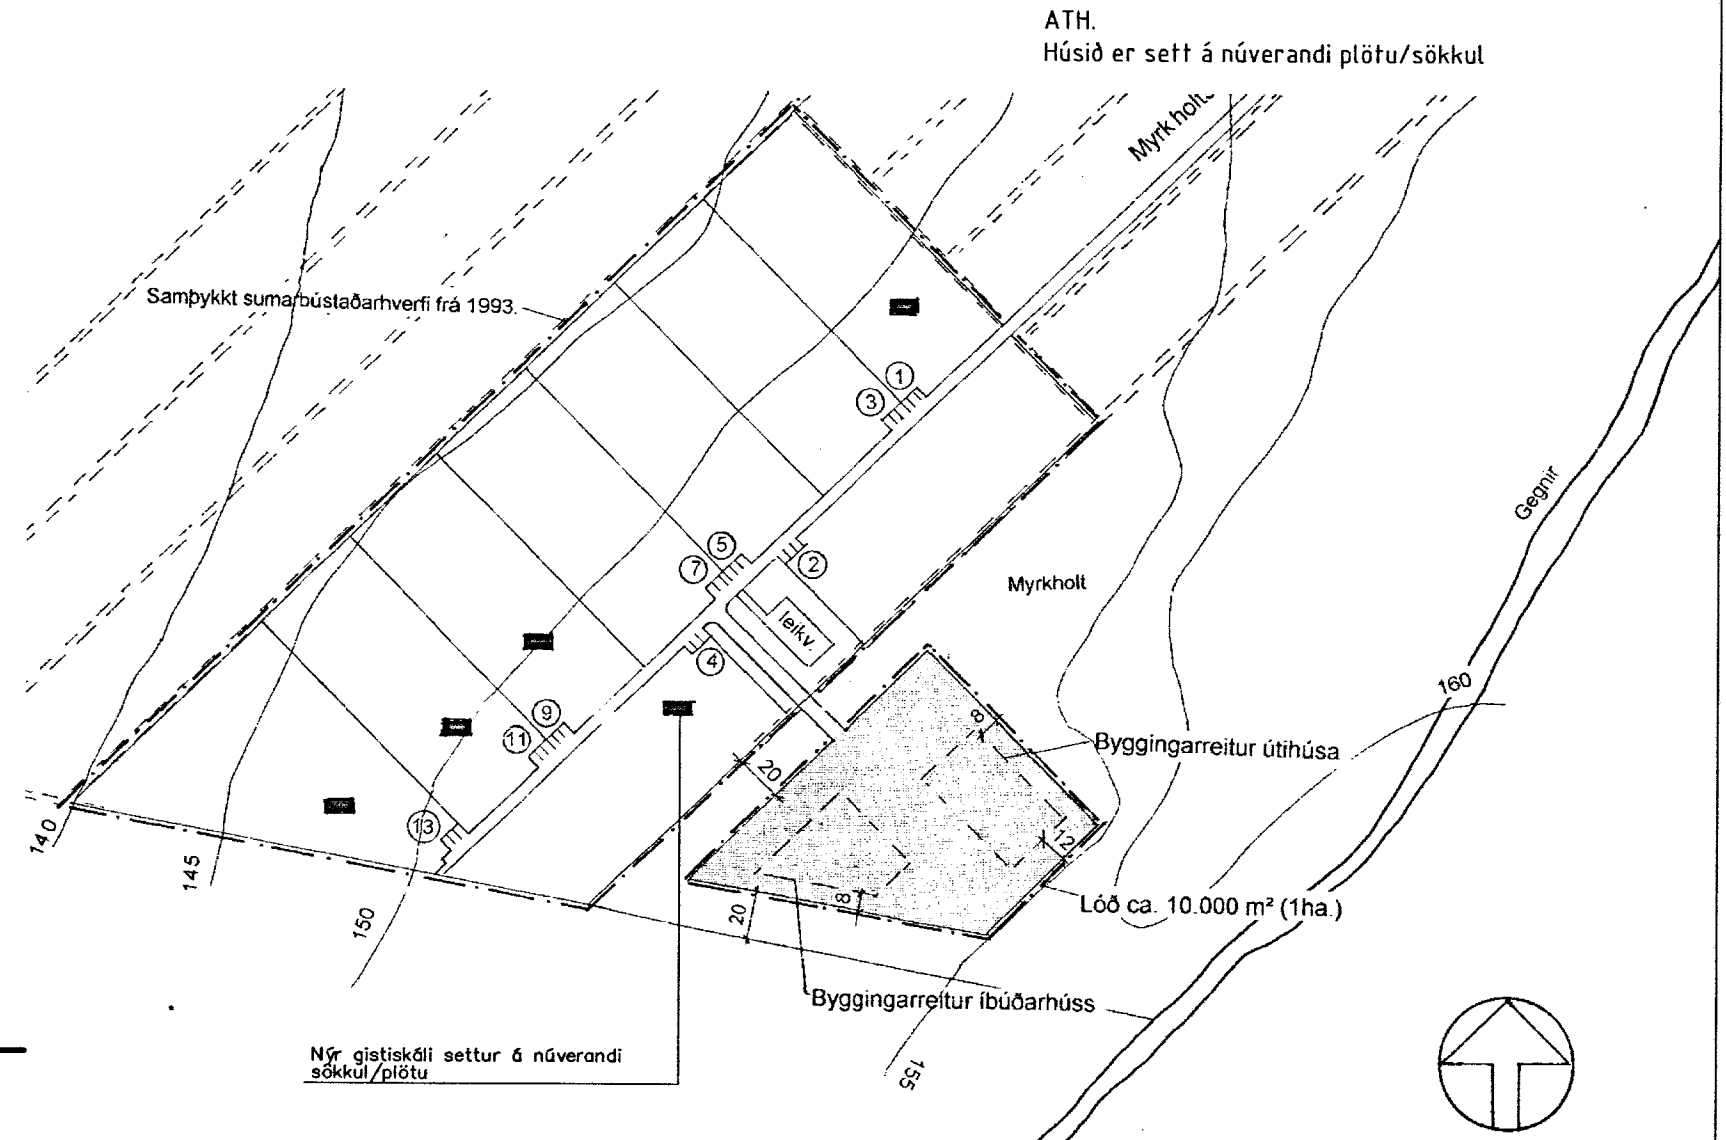 ATH.
Húsið er sett á núverandi plötu/sökkul
Samþykkt sumarbústaðarhverfi frá 1993.
1
3
5
7
2
leikv.
4
9
11
13
Myrkholt
Gegnir
160
8
Byggingarreitur útihúsa
20
12
Lóð ca. 10.000 m² (1ha.)
8
20
140
145
150
155
Byggingarreitur íbúðarhúss
Nýr gistiskáli settur á núverandi
sökkul/plötu